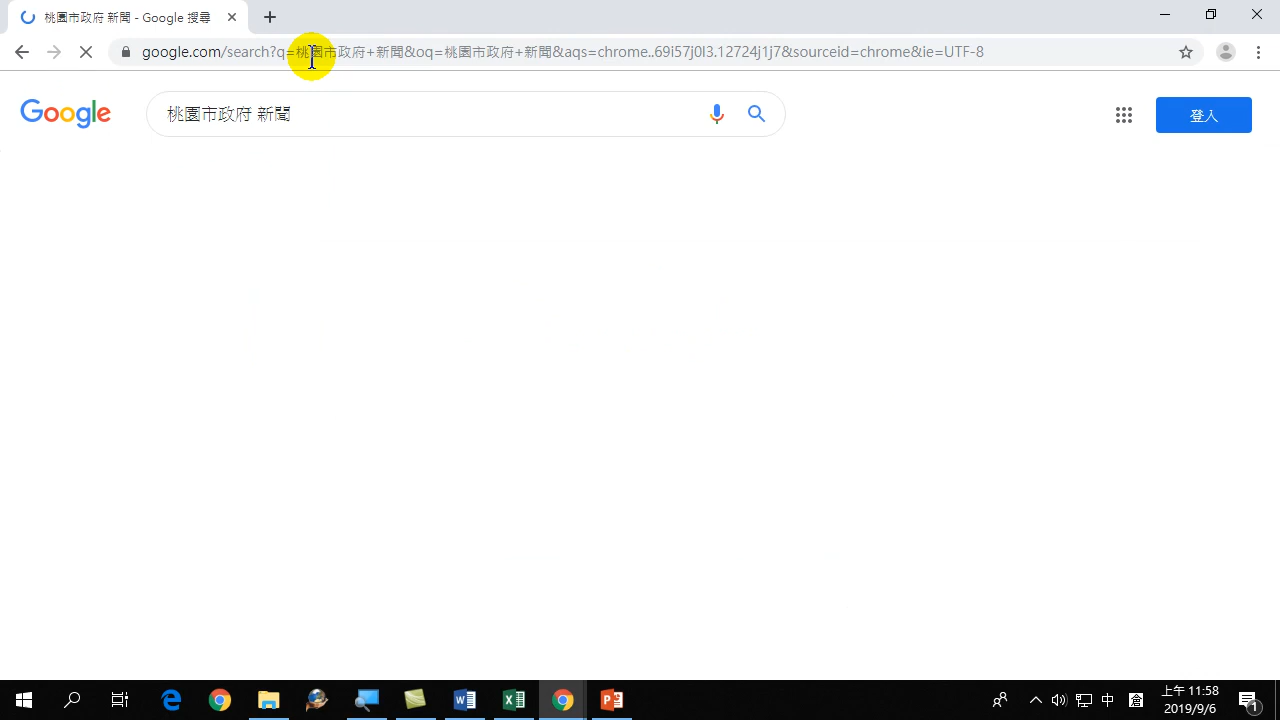 桃園市政府 新聞 - Google 搜尋
google.com/search?q=桃園市政府+新聞&oq=桃園市政府+新聞&aqs=chrome..69i57j0l3.12724j1j7&sourceid=chrome&ie=UTF-8
Google
桃園市政府 新聞
登入
中
倉
上午 11:58
2019/9/6
1